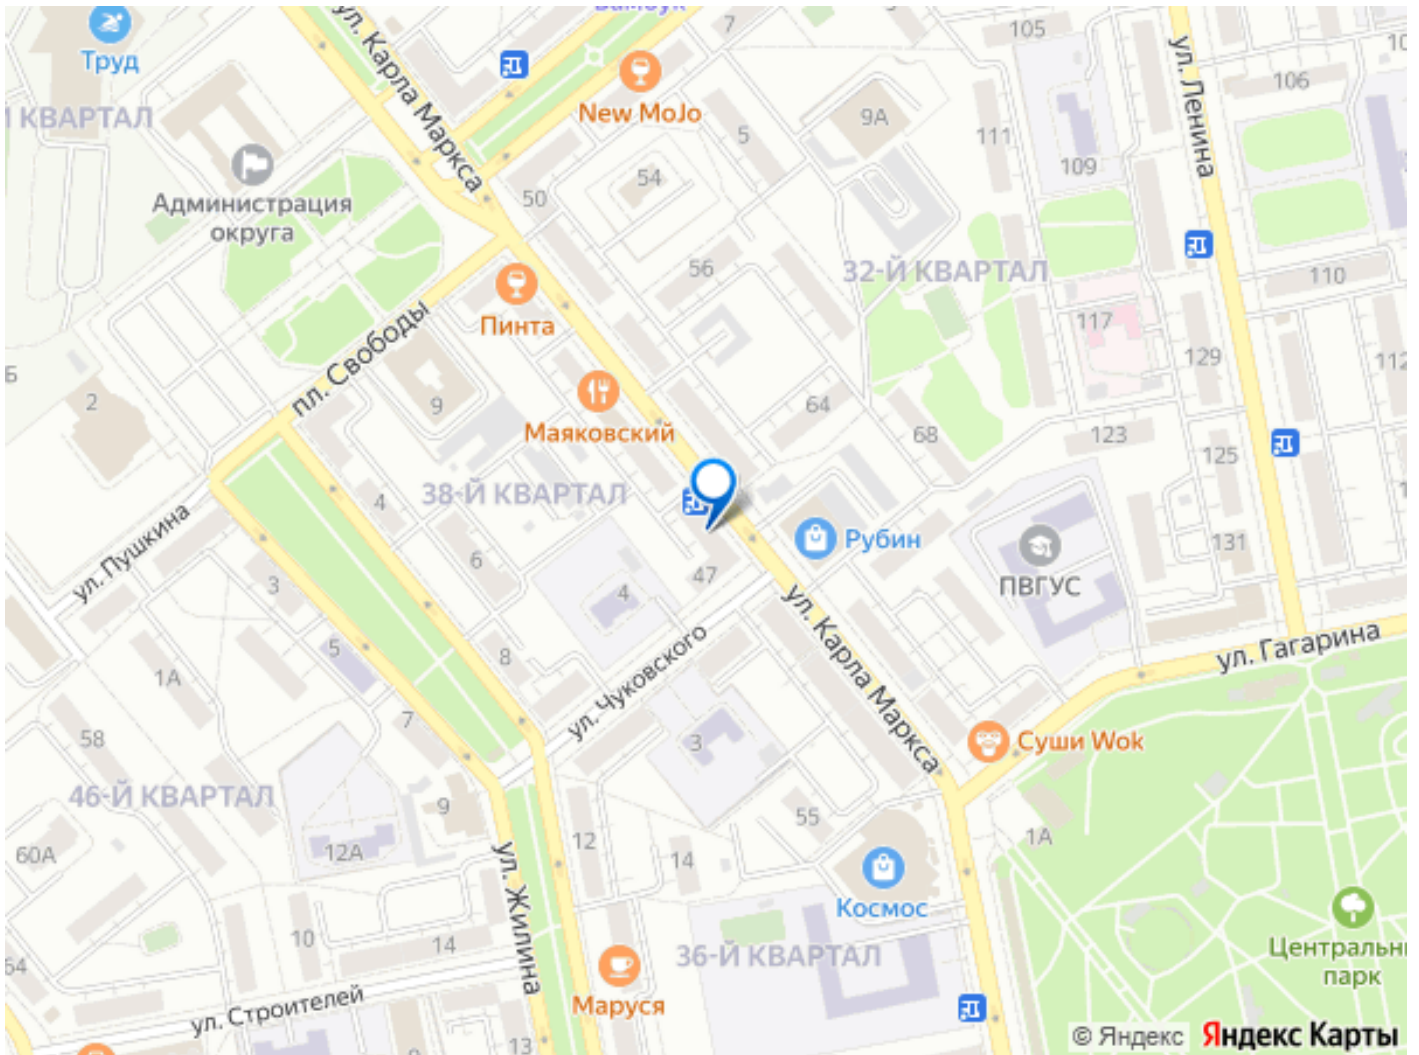 Бамбук
7
105
ул. Карла Маркса
ул. Ленина
Труд
106
New MoJo
Й КВАРТАЛ
9А
5
111
109
54
Администрация
округа
50
56
32-Й КВАРТАЛ
110
Пинта
пл. Свободы
117
129
112
2
9
64
Маяковский
68
123
125
4
38-Й КВАРТАЛ
ул. Пушкина
Рубин
131
6
47
ПВГУС
3
4
ул. Карла Маркса
5
8
ул. Чуковского
ул. Гагарина
1А
7
58
3
Суши Wok
46-Й КВАРТАЛ
9
55
1А
60А
12А
12
14
ул. Жилина
Космос
10
14
36-Й КВАРТАЛ
Центральны
парк
64
Маруся
ул. Строителей
13
9
© Яндекс Яндекс Карты